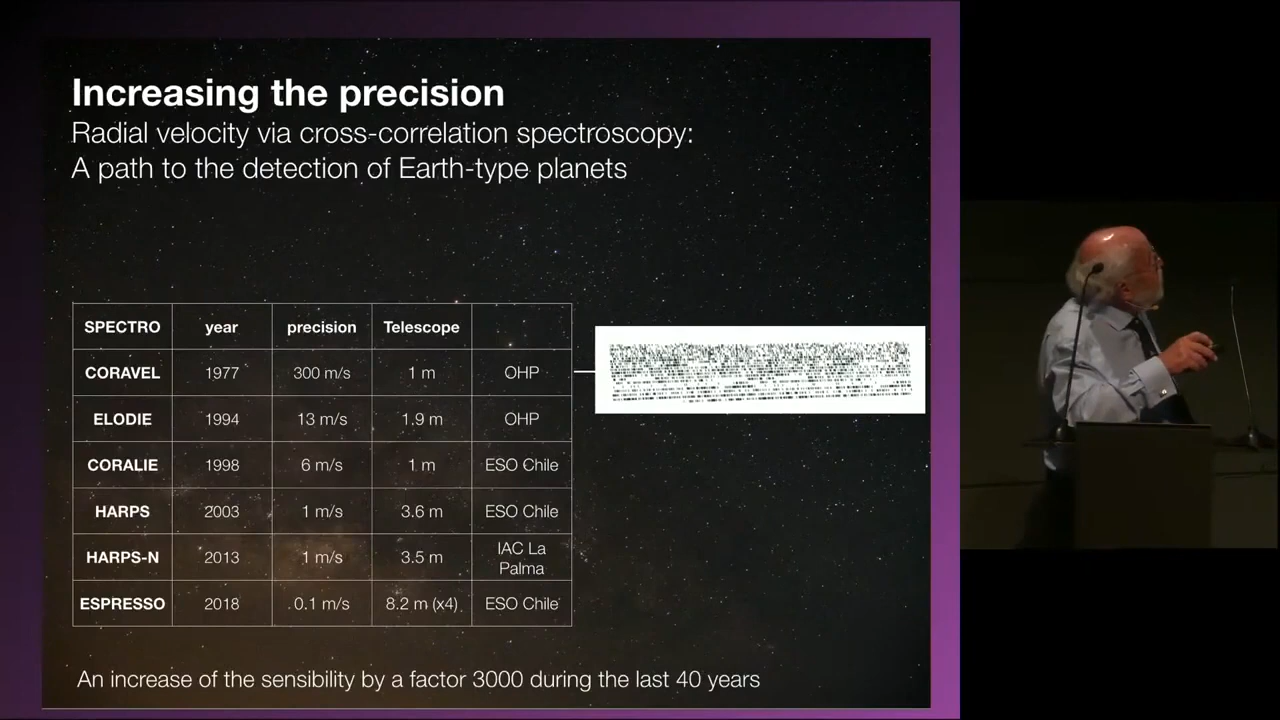 Increasing the precision
Radial velocity via cross-correlation spectroscopy:
A path to the detection of Earth-type planets
SPECTRO year precision Telescope
CORAVEL 1977 300 m/s 1 m OHP
ELODIE 1994 13 m/s 1.9 m OHP
CORALIE 1998 6 m/s 1 m ESO Chile
HARPS 2003 1 m/s 3.6 m ESO Chile
HARPS-N 2013 1 m/s 3.5 m IAC La
Palma
ESPRESSO 2018 0.1 m/s 8.2 m (x4) ESO Chile
An increase of the sensibility by a factor 3000 during the last 40 years